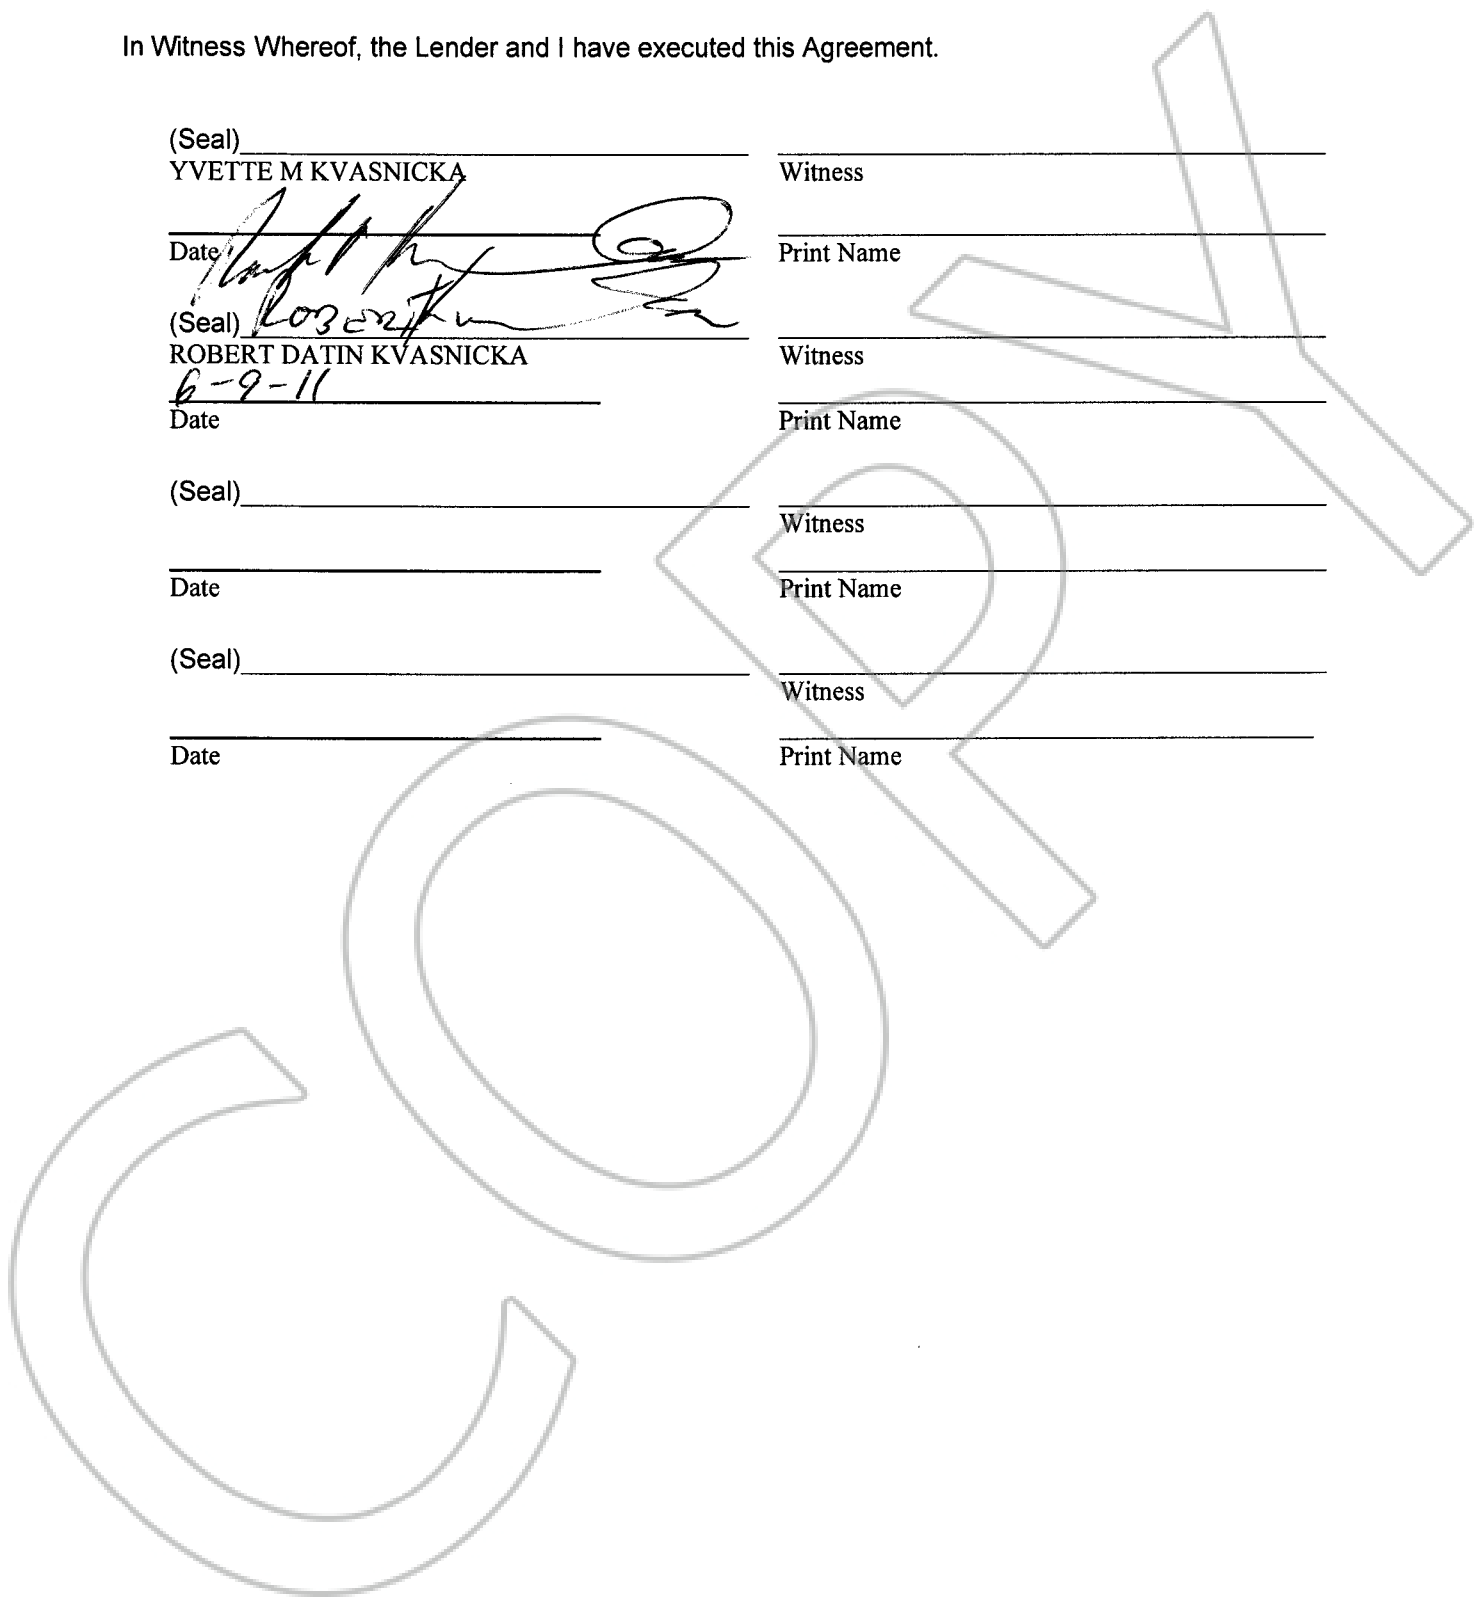 In Witness Whereof, the Lender and I have executed this Agreement.
(Seal)
YVETTE M KVASNICKA
Witness
Date
Print Name
(Seal) ROBERT
ROBERT DATIN KVASNICKA
Witness
6-9-11
Date
Print Name
(Seal)
Witness
Date
Print Name
(Seal)
Witness
Date
Print Name
COPY